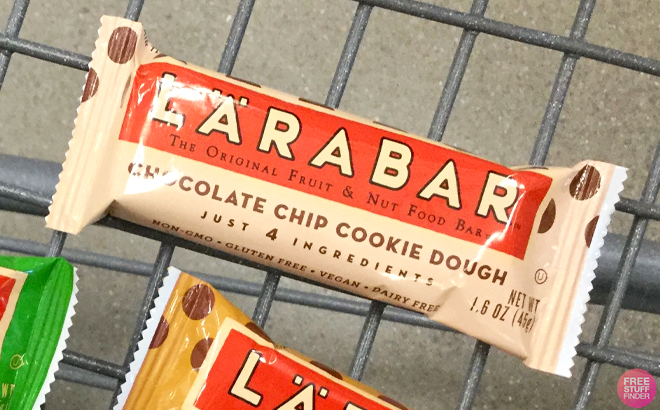 LÄRABAR
THE ORIGINAL FRUIT & NUT FOOD BAR
CHOCOLATE CHIP COOKIE DOUGH
JUST 4 INGREDIENTS
NON-GMO • GLUTEN FREE • VEGAN • DAIRY FREE
U
NET WT
1.6 OZ (45g)
LÄRABAR
FREE
STUFF
FINDER